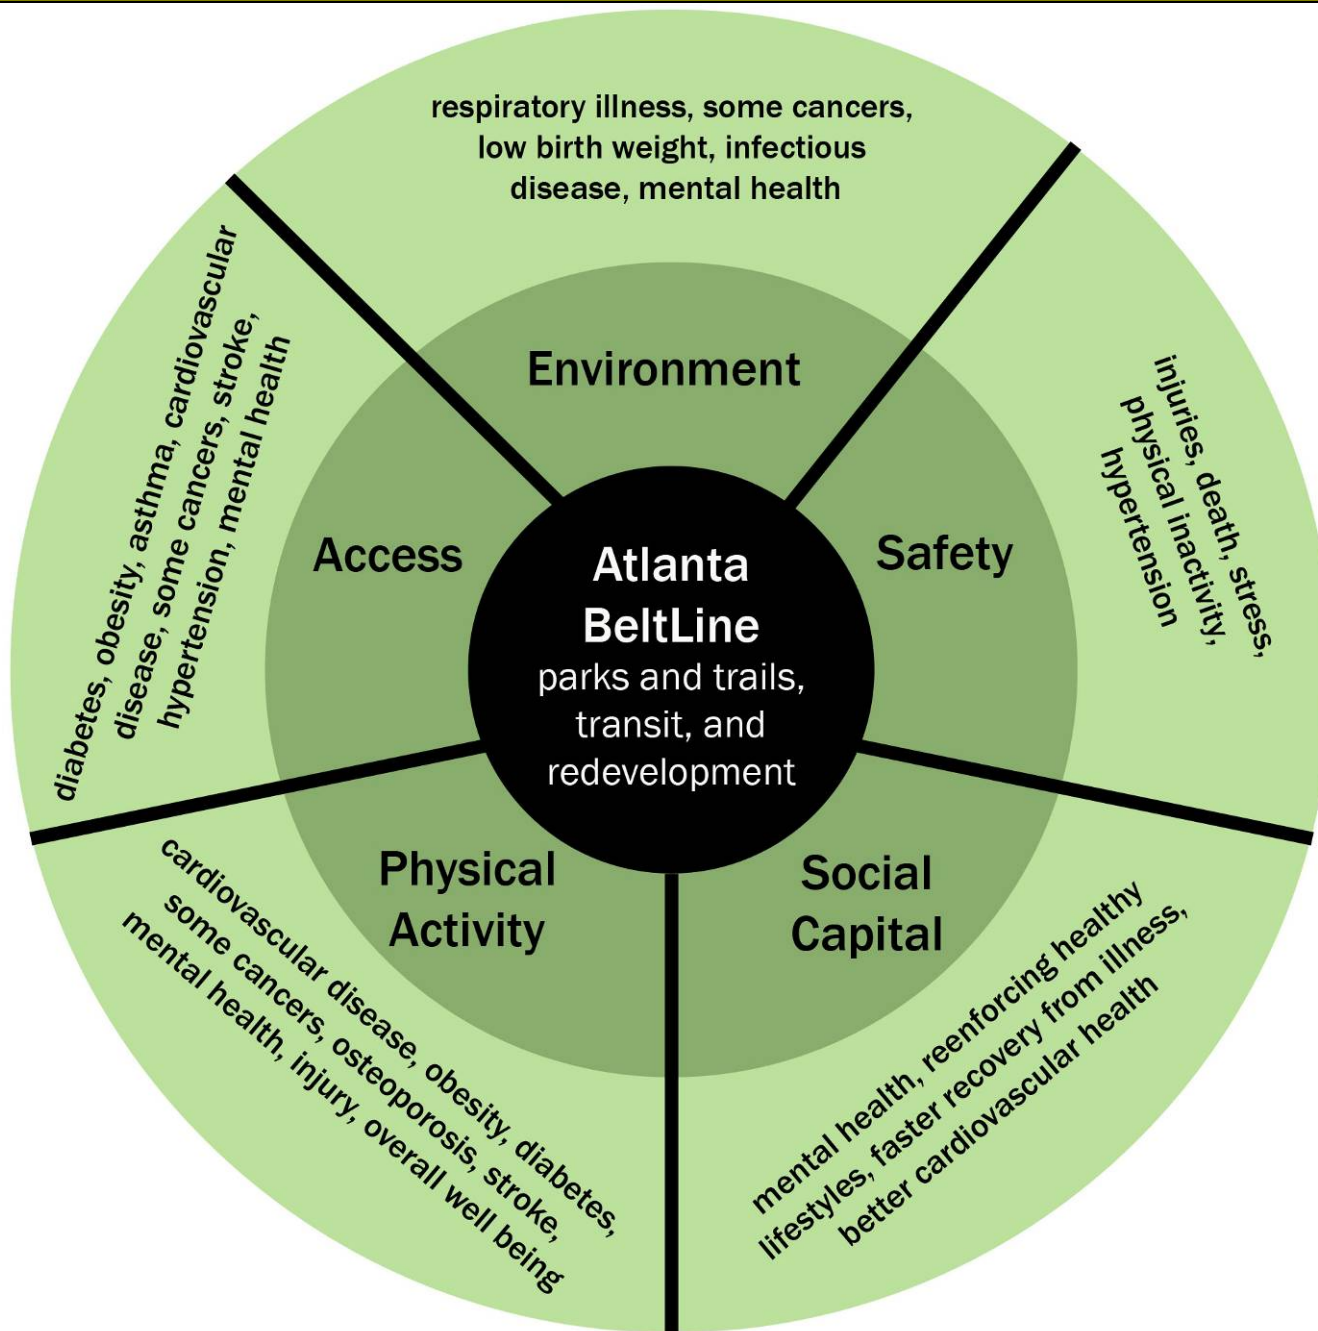 respiratory illness, some cancers,
low birth weight, infectious
disease, mental health
Environment
Access
diabetes, obesity, asthma, cardiovascular
disease, some cancers, stroke,
hypertension, mental health
Safety
injuries, death, stress,
physical inactivity,
hypertension
Atlanta
BeltLine
parks and trails,
transit, and
redevelopment
Physical
Activity
cardiovascular disease, obesity, diabetes,
some cancers, osteoporosis, stroke,
mental health, injury, overall well being
Social
Capital
mental health, reenforcing healthy
lifestyles, faster recovery from illness,
better cardiovascular health